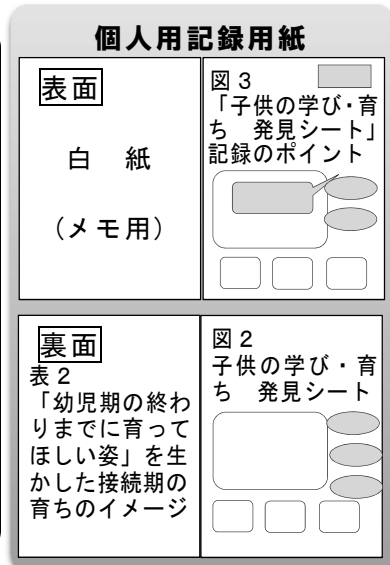 個人用記録用紙
表面
白　紙
（メモ用）
図３
「子供の学び・育
ち　発見シート」
記録のポイント
裏面
表２
「幼児期の終わ
りまでに育って
ほしい姿」を生
かした接続期の
育ちのイメージ
図２
子供の学び・育
ち　発見シート